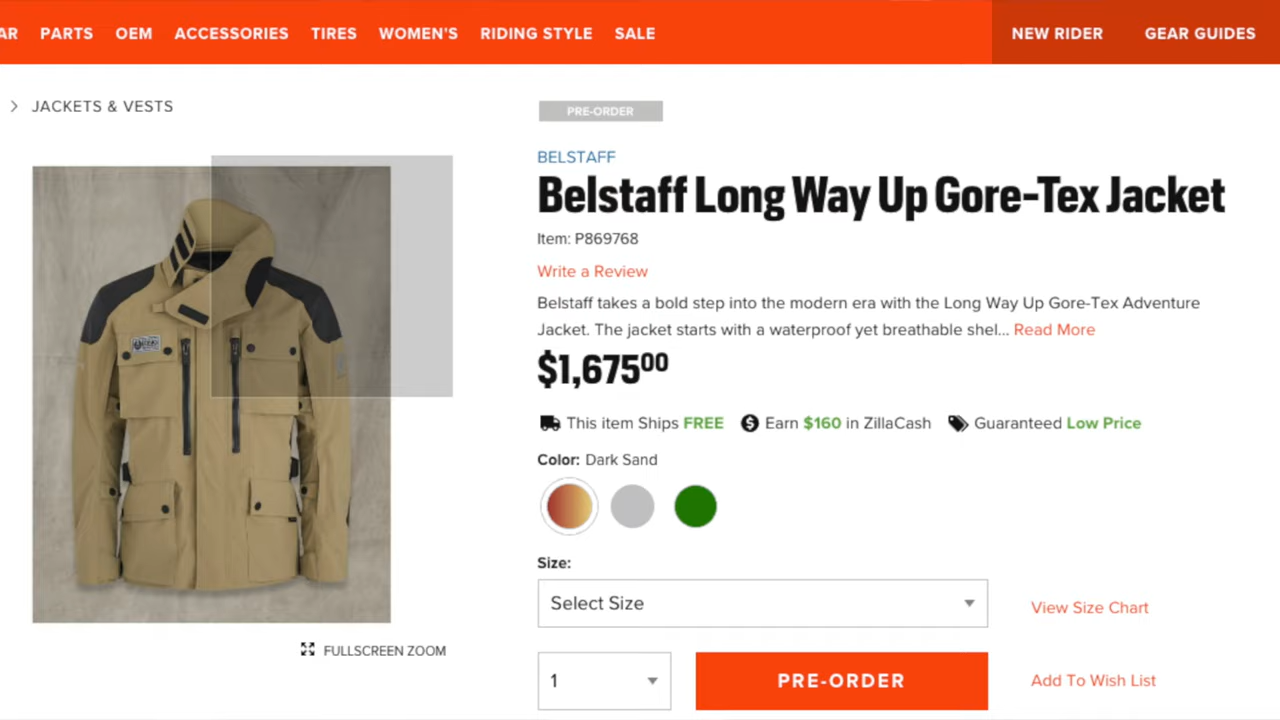 AR PARTS OEM ACCESSORIES TIRES WOMEN'S RIDING STYLE SALE NEW RIDER GEAR GUIDES
> JACKETS & VESTS
PRE-ORDER
BELSTAFF
Belstaff Long Way Up Gore-Tex Jacket
Item: P869768
Write a Review
Belstaff takes a bold step into the modern era with the Long Way Up Gore-Tex Adventure
Jacket. The jacket starts with a waterproof yet breathable shel... Read More
$1,67500
This item Ships FREE Earn $160 in ZillaCash Guaranteed Low Price
Color: Dark Sand
Size:
Select Size
View Size Chart
FULLSCREEN ZOOM
1
PRE-ORDER
Add To Wish List